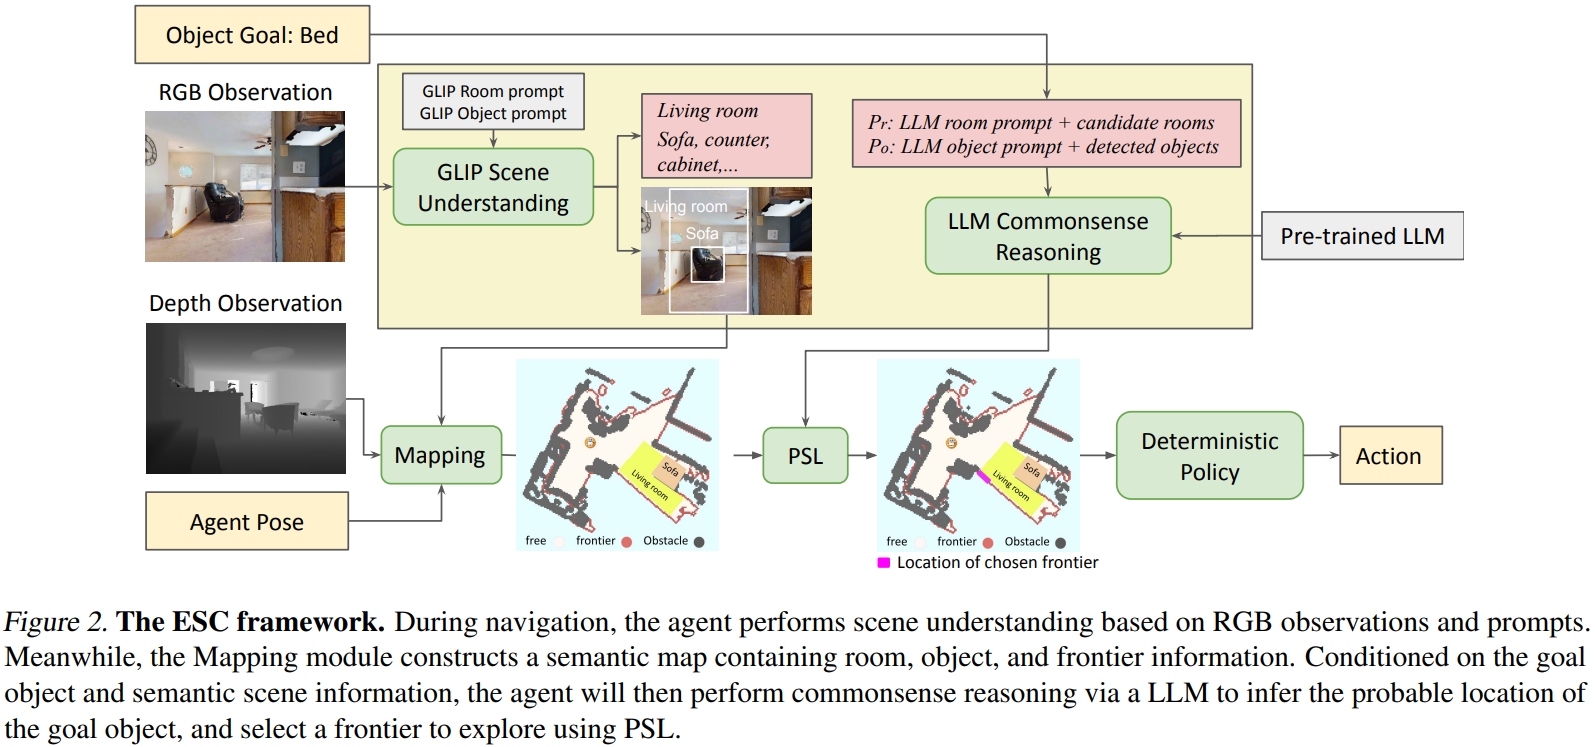 Object Goal: Bed
RGB Observation
GLIP Room prompt
GLIP Object prompt
GLIP Scene
Understanding
Living room
Sofa, counter,
cabinet,...
Living room
Sofa
Pr: LLM room prompt + candidate rooms
Po: LLM object prompt + detected objects
LLM Commonsense
Reasoning
Pre-trained LLM
Depth Observation
Mapping
Agent Pose
Sofa
Living room
free
frontier
Obstacle
PSL
Sofa
Living room
free
frontier
Obstacle
Location of chosen frontier
Deterministic
Policy
Action
Figure 2. The ESC framework. During navigation, the agent performs scene understanding based on RGB observations and prompts.
Meanwhile, the Mapping module constructs a semantic map containing room, object, and frontier information. Conditioned on the goal
object and semantic scene information, the agent will then perform commonsense reasoning via a LLM to infer the probable location of
the goal object, and select a frontier to explore using PSL.